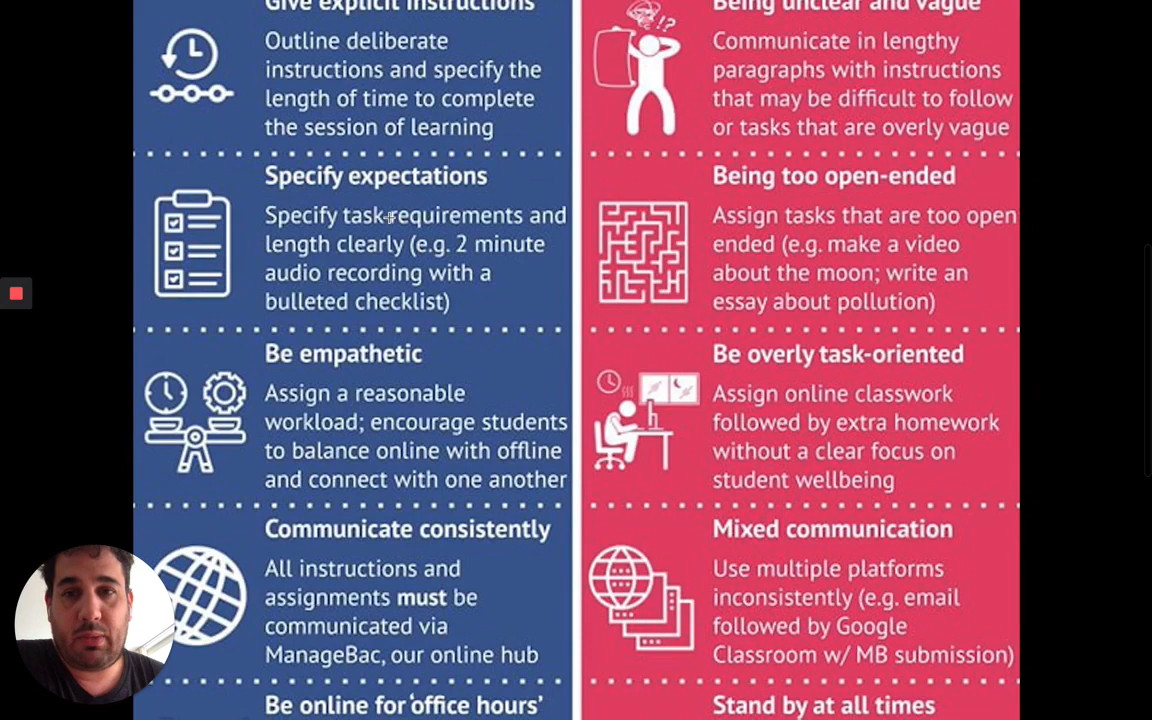 Give explicit instructions
Outline deliberate
instructions and specify the
length of time to complete
the session of learning
Specify expectations
Specify task requirements and
length clearly (e.g. 2 minute
audio recording with a
bulleted checklist)
Be empathetic
Assign a reasonable
workload; encourage students
to balance online with offline
and connect with one another
Communicate consistently
All instructions and
assignments must be
communicated via
ManageBac, our online hub
Be online for ‘office hours’
Being unclear and vague
!?
Communicate in lengthy
paragraphs with instructions
that may be difficult to follow
or tasks that are overly vague
Being too open-ended
Assign tasks that are too open
ended (e.g. make a video
about the moon; write an
essay about pollution)
Be overly task-oriented
Assign online classwork
followed by extra homework
without a clear focus on
student wellbeing
Mixed communication
Use multiple platforms
inconsistently (e.g. email
followed by Google
Classroom w/ MB submission)
Stand by at all times